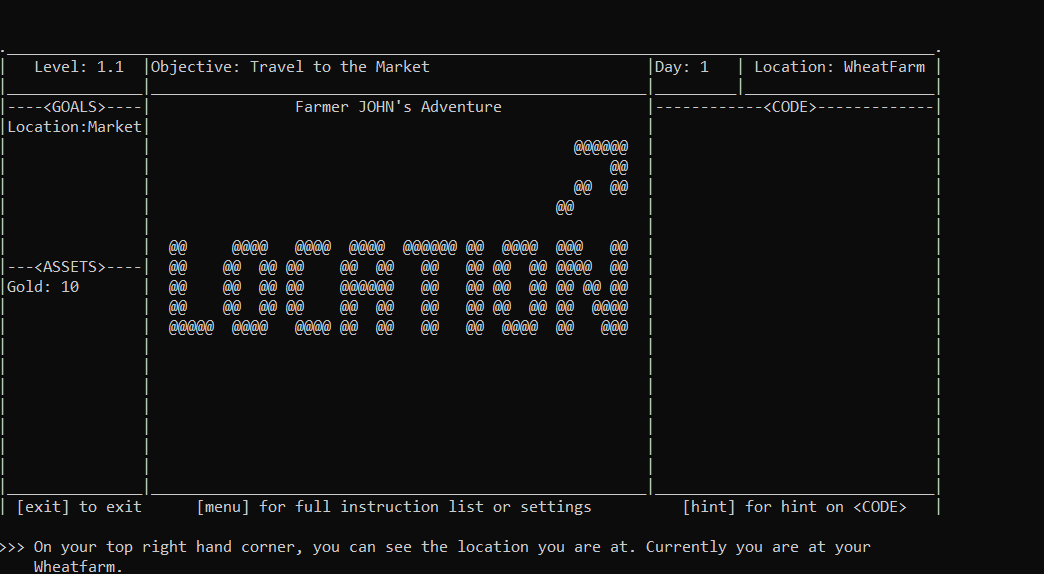 Level: 1.1 Objective: Travel to the Market Day: 1 Location: WheatFarm
----<GOALS>---- Farmer JOHN's Adventure ------------<CODE>-------------
Location:Market
@@@@@@
@@
@@  @@
@@
@@     @@@@   @@@@  @@@@  @@@@@@ @@  @@@@  @@@   @@
---<ASSETS>---- @@    @@  @@ @@    @@  @@   @@   @@ @@  @@ @@@@  @@
Gold: 10 @@    @@  @@ @@    @@@@@@   @@   @@ @@  @@ @@ @@ @@
@@    @@  @@ @@    @@  @@   @@   @@ @@  @@ @@  @@@@
@@@@@  @@@@   @@@@ @@  @@   @@   @@  @@@@  @@   @@@
[exit] to exit [menu] for full instruction list or settings [hint] for hint on <CODE>
>>> On your top right hand corner, you can see the location you are at. Currently you are at your
Wheatfarm.